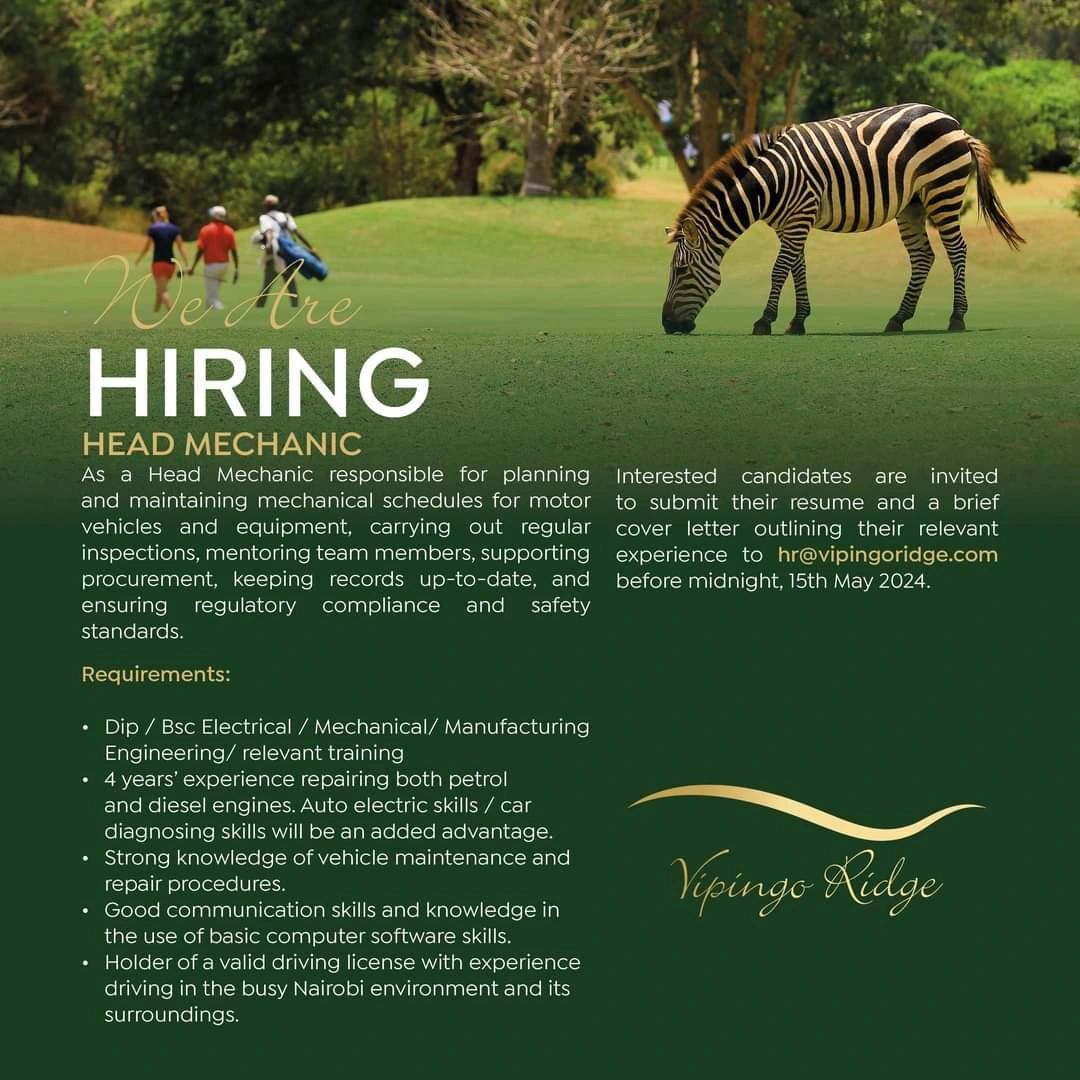 We Are
HIRING
HEAD MECHANIC
As a Head Mechanic responsible for planning
and maintaining mechanical schedules for motor
vehicles and equipment, carrying out regular
inspections, mentoring team members, supporting
procurement, keeping records up-to-date, and
ensuring regulatory compliance and safety
standards.
Requirements:
• Dip / Bsc Electrical / Mechanical/ Manufacturing
Engineering/ relevant training
• 4 years’ experience repairing both petrol
and diesel engines. Auto electric skills / car
diagnosing skills will be an added advantage.
• Strong knowledge of vehicle maintenance and
repair procedures.
• Good communication skills and knowledge in
the use of basic computer software skills.
• Holder of a valid driving license with experience
driving in the busy Nairobi environment and its
surroundings.
Interested candidates are invited
to submit their resume and a brief
cover letter outlining their relevant
experience to hr@vipingoridge.com
before midnight, 15th May 2024.
Vipingo Ridge